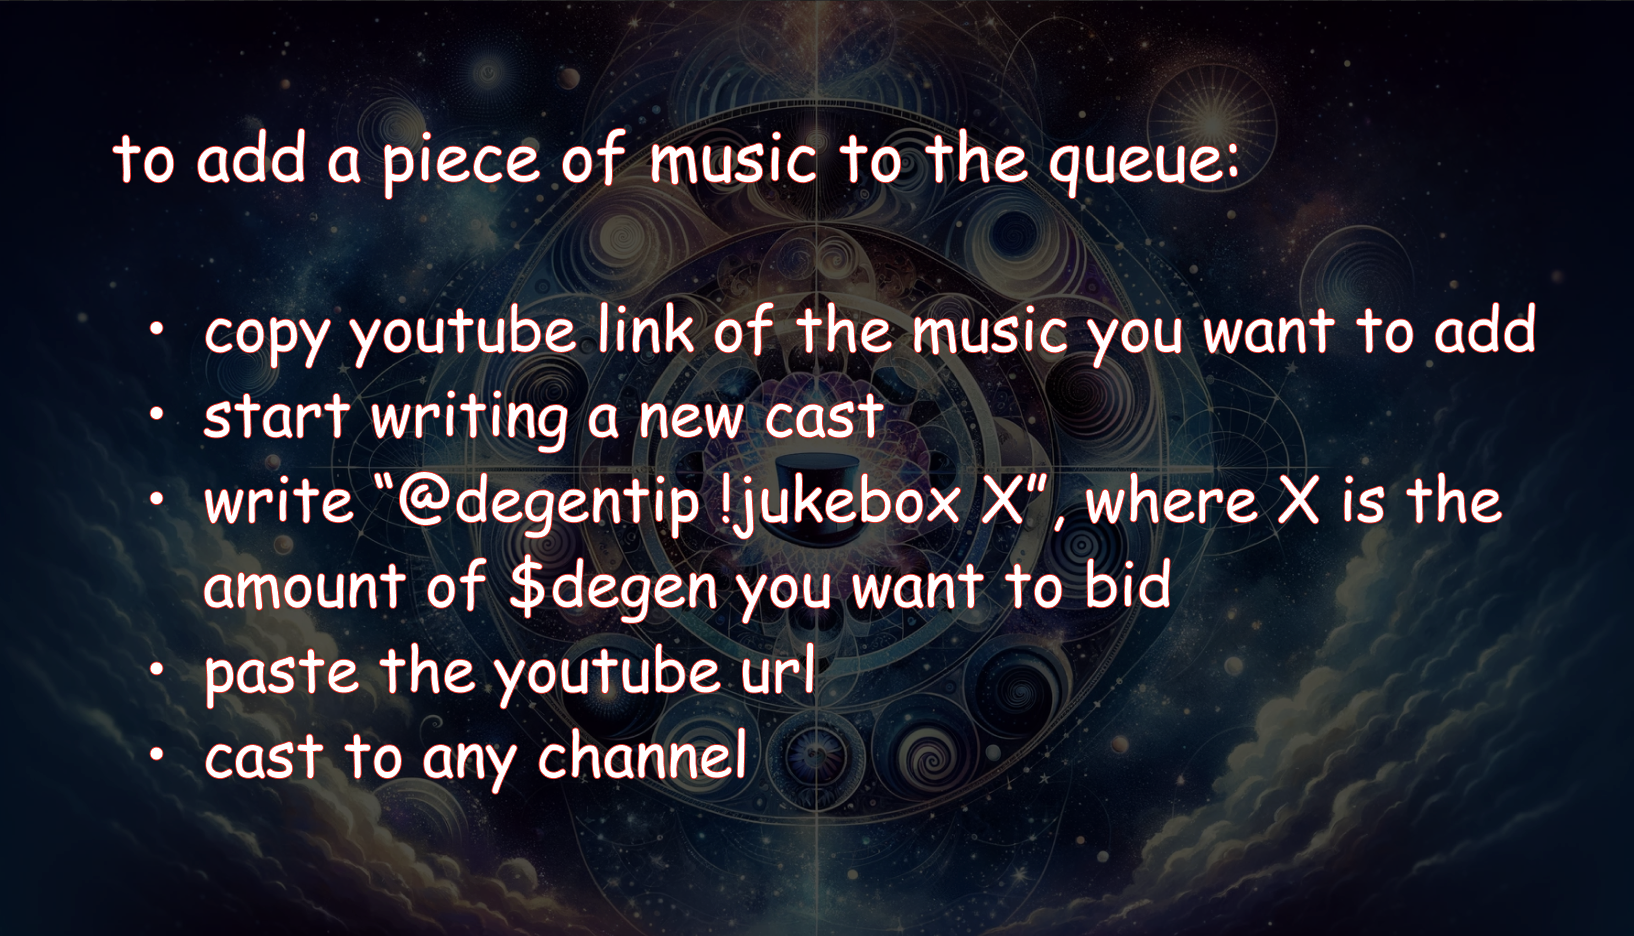 to add a piece of music to the queue:
• copy youtube link of the music you want to add
• start writing a new cast
• write “@degentip !jukebox X”, where X is the
amount of $degen you want to bid
• paste the youtube url
• cast to any channel